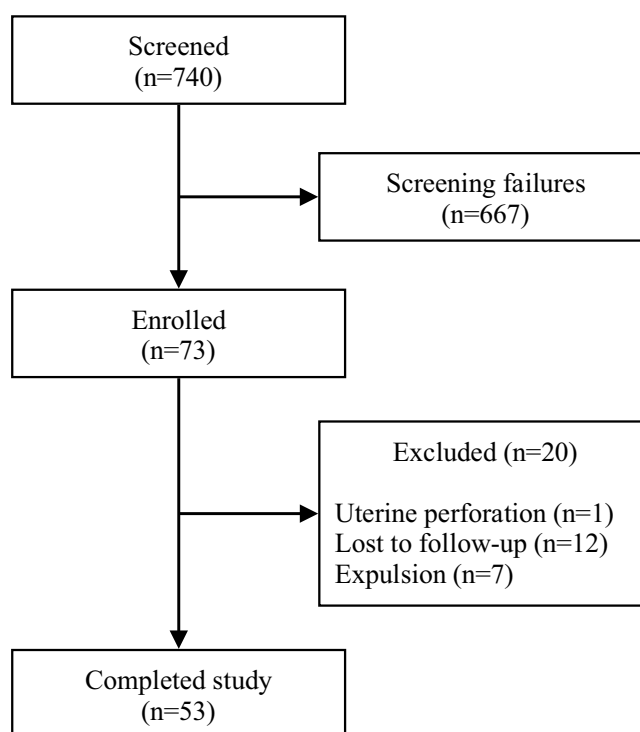 Screened
(n=740)
Screening failures
(n=667)
Enrolled
(n=73)
Excluded (n=20)
Uterine perforation (n=1)
Lost to follow-up (n=12)
Expulsion (n=7)
Completed study
(n=53)